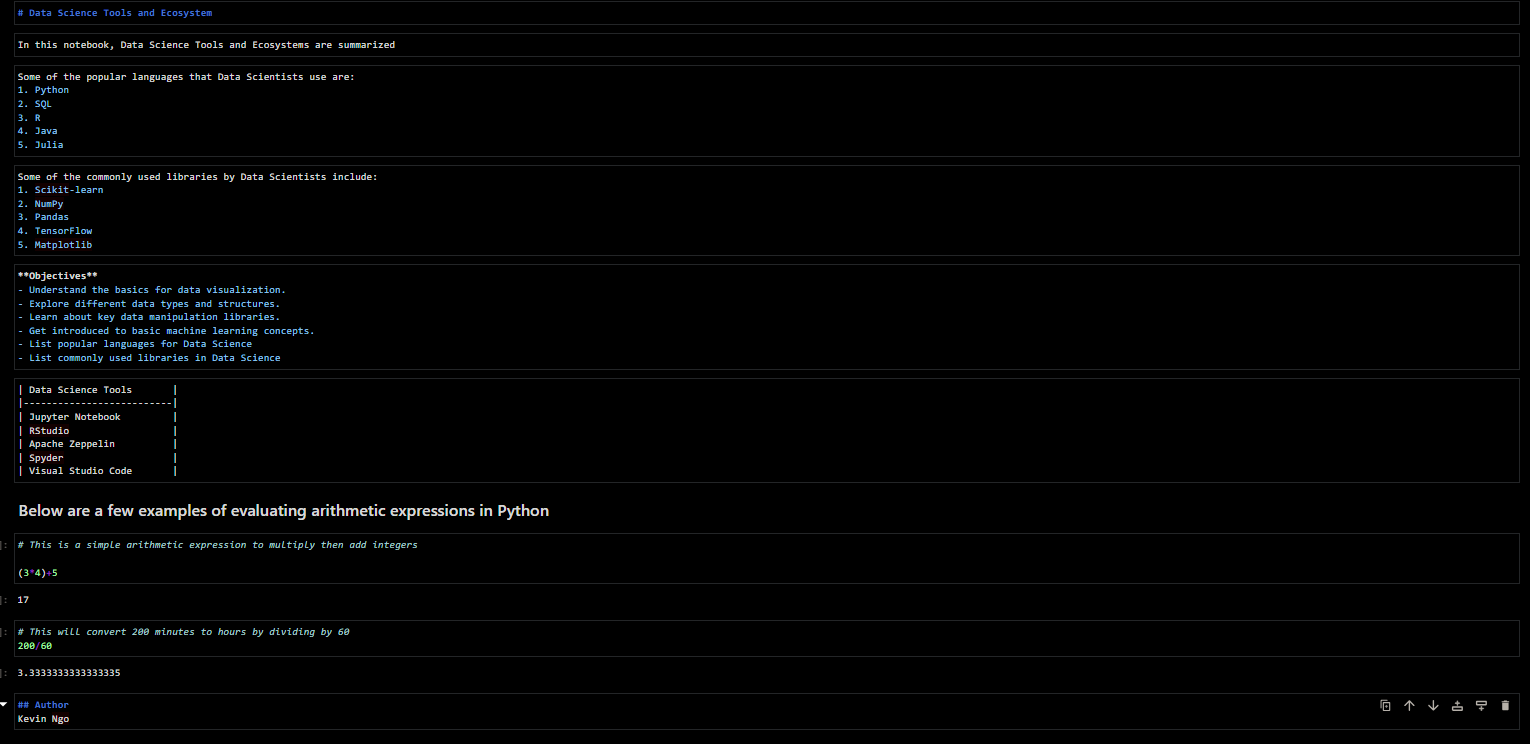 # Data Science Tools and Ecosystem
In this notebook, Data Science Tools and Ecosystems are summarized
Some of the popular languages that Data Scientists use are:
1. Python
2. SQL
3. R
4. Java
5. Julia
Some of the commonly used libraries by Data Scientists include:
1. Scikit-learn
2. NumPy
3. Pandas
4. TensorFlow
5. Matplotlib
**Objectives**
- Understand the basics for data visualization.
- Explore different data types and structures.
- Learn about key data manipulation libraries.
- Get introduced to basic machine learning concepts.
- List popular languages for Data Science
- List commonly used libraries in Data Science
| Data Science Tools       |
|--------------------------|
| Jupyter Notebook         |
| RStudio                  |
| Apache Zeppelin          |
| Spyder                   |
| Visual Studio Code       |
Below are a few examples of evaluating arithmetic expressions in Python
]: # This is a simple arithmetic expression to multiply then add integers
(3*4)+5
]: 17
]: # This will convert 200 minutes to hours by dividing by 60
200/60
]: 3.3333333333333335
## Author
Kevin Ngo